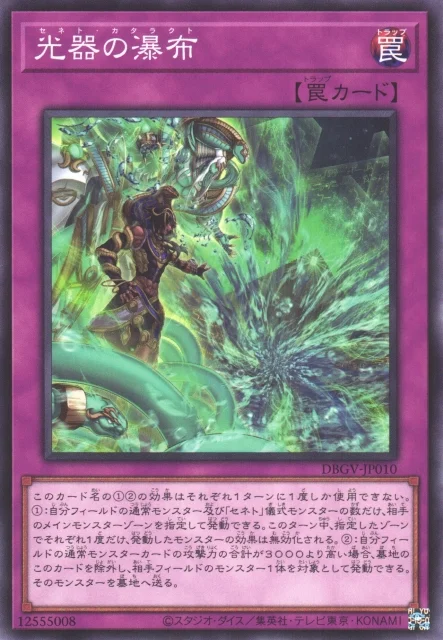 セネト・カタラクト
光器の瀑布
トラップ
罠
トラップ
【罠カード】
DBGV-JP010
このカード名の①②の効果はそれぞれ1ターンに1度しか使用できない。
①:自分フィールドの通常モンスター及び「セネト」儀式モンスターの数だけ、相手
のメインモンスターゾーンを指定して発動できる。このターン中、指定したゾーン
でそれぞれ1度だけ、発動したモンスターの効果は無効化される。②:自分フィー
ルドの通常モンスターカードの攻撃力の合計が3000より高い場合、墓地の
このカードを除外し、相手フィールドのモンスター1体を対象として発動できる。
そのモンスターを墓地へ送る。
12555008
©スタジオ・ダイス/集英社・テレビ東京・KONAMI